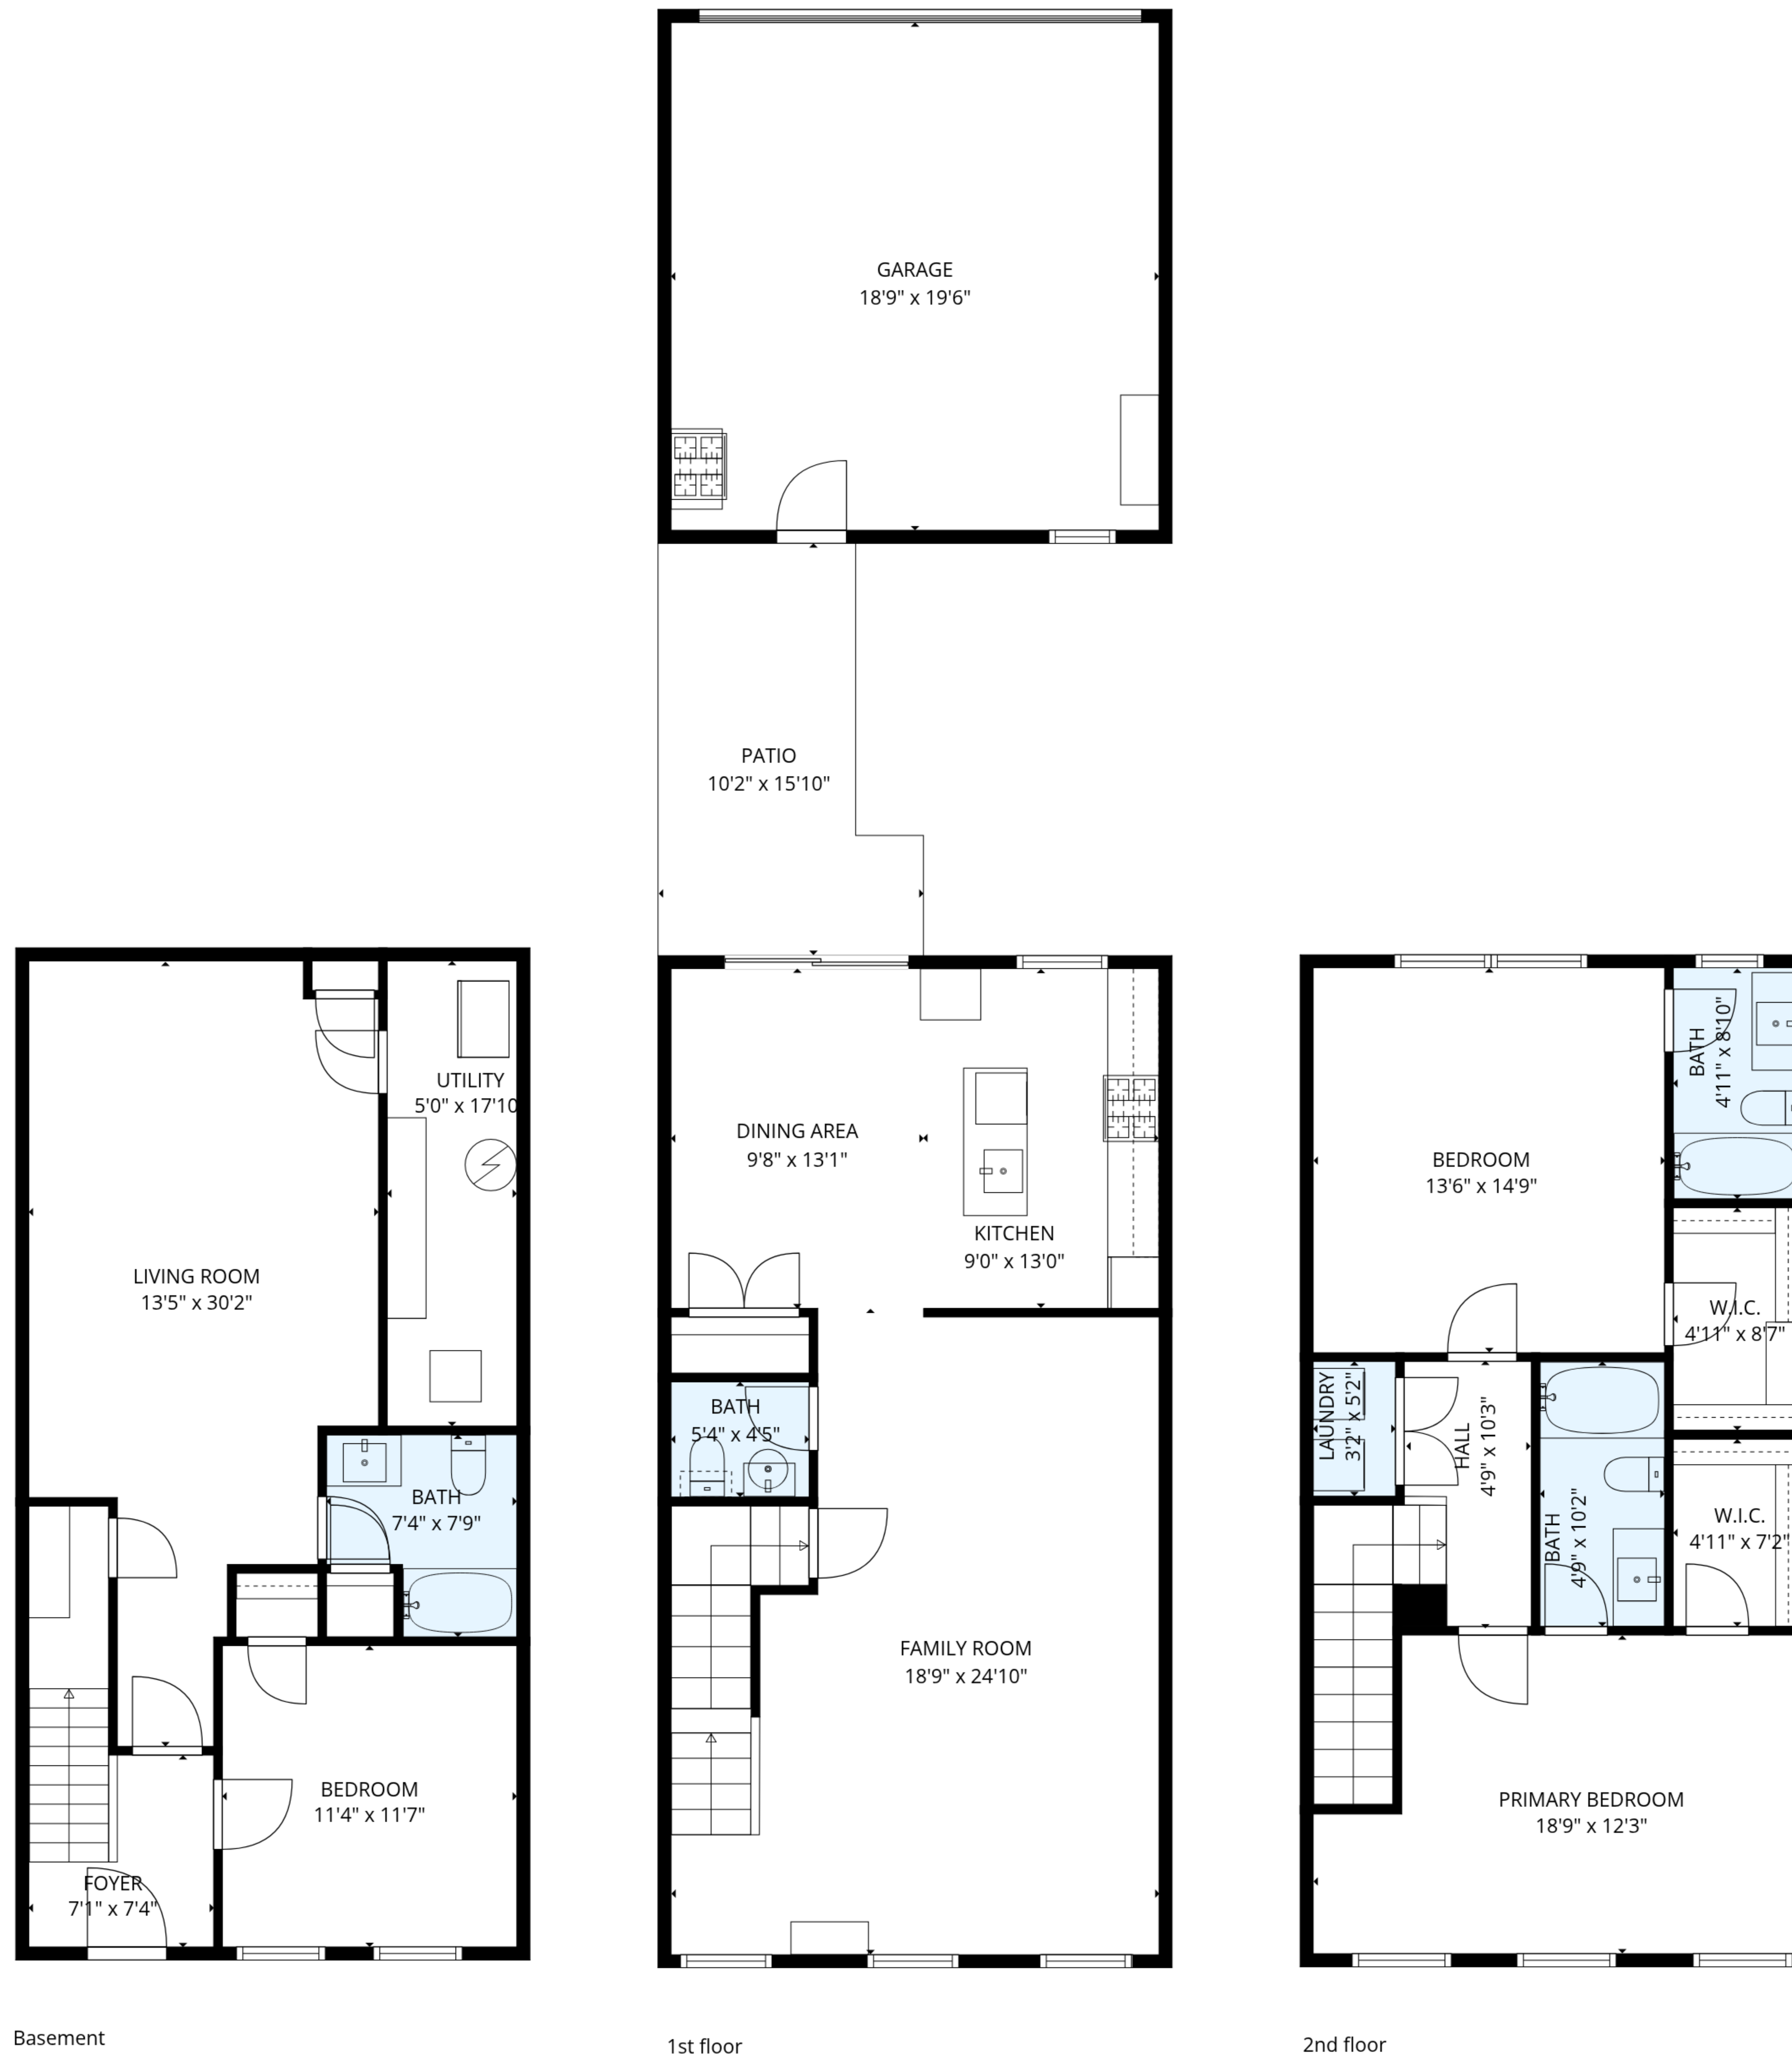 GARAGE
18'9" x 19'6"
PATIO
10'2" x 15'10"
UTILITY
5'0" x 17'10
LIVING ROOM
13'5" x 30'2"
BATH
7'4" x 7'9"
BEDROOM
11'4" x 11'7"
FOYER
7'1" x 7'4"
Basement
DINING AREA
9'8" x 13'1"
KITCHEN
9'0" x 13'0"
BATH
5'4" x 4'5"
FAMILY ROOM
18'9" x 24'10"
1st floor
BATH
4'11" x 8'10"
BEDROOM
13'6" x 14'9"
W.I.C.
4'11" x 8'7"
LAUNDRY
3'2" x 5'2"
HALL
4'9" x 10'3"
BATH
4'9" x 10'2"
W.I.C.
4'11" x 7'2"
PRIMARY BEDROOM
18'9" x 12'3"
2nd floor